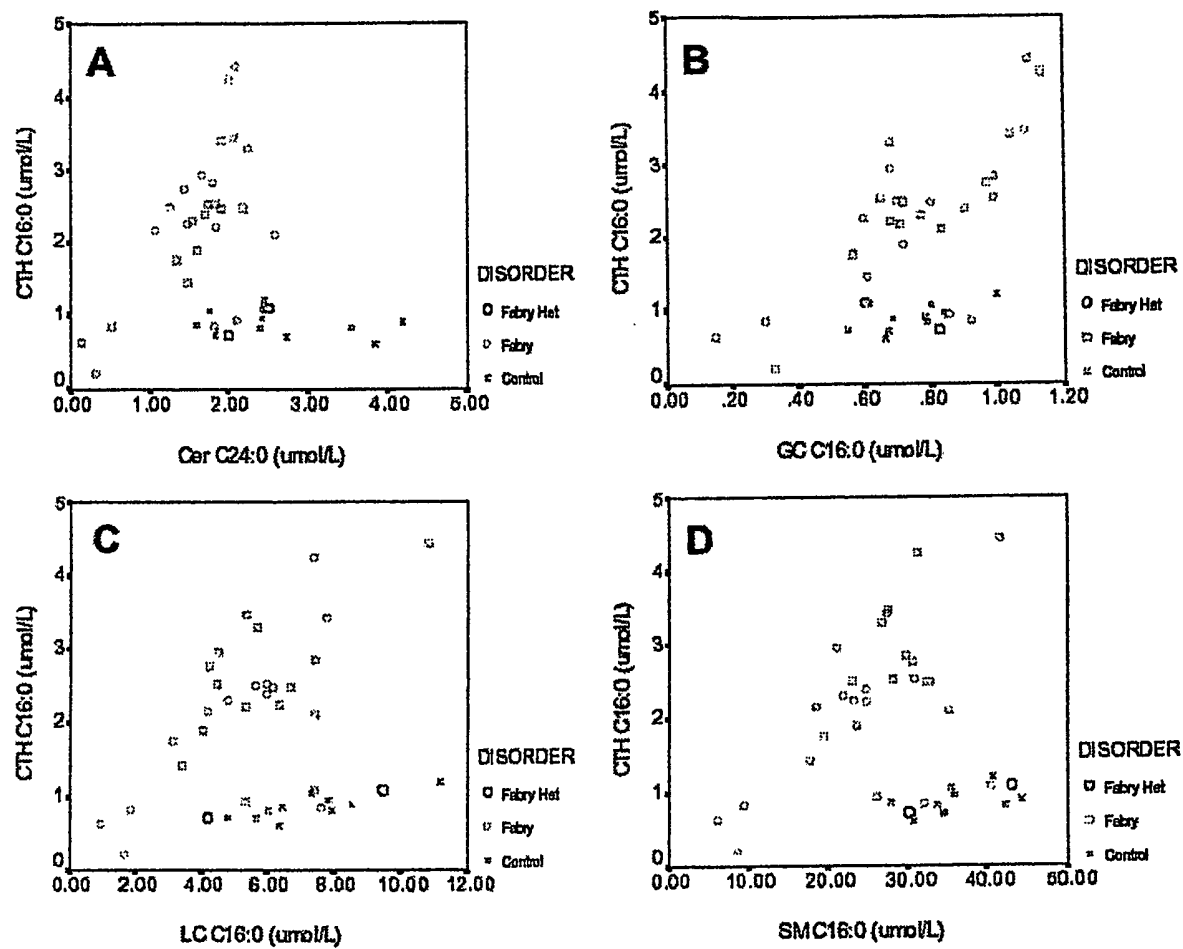 A
CTH C16:0 (umol/L)
5
4
3
2
1
0
0.00 1.00 2.00 3.00 4.00 5.00
Cer C24:0 (umol/L)
DISORDER
Fabry Het
Fabry
Control
B
CTH C16:0 (umol/L)
5
4
3
2
1
0
0.00 .20 .40 .60 .80 1.00 1.20
GC C16:0 (umol/L)
DISORDER
Fabry Het
Fabry
Control
C
CTH C16:0 (umol/L)
5
4
3
2
1
0
0.00 2.00 4.00 6.00 8.00 10.00 12.00
LC C16:0 (umol/L)
DISORDER
Fabry Het
Fabry
Control
D
CTH C16:0 (umol/L)
5
4
3
2
1
0
0.00 10.00 20.00 30.00 40.00 50.00
SM C16:0 (umol/L)
DISORDER
Fabry Het
Fabry
Control